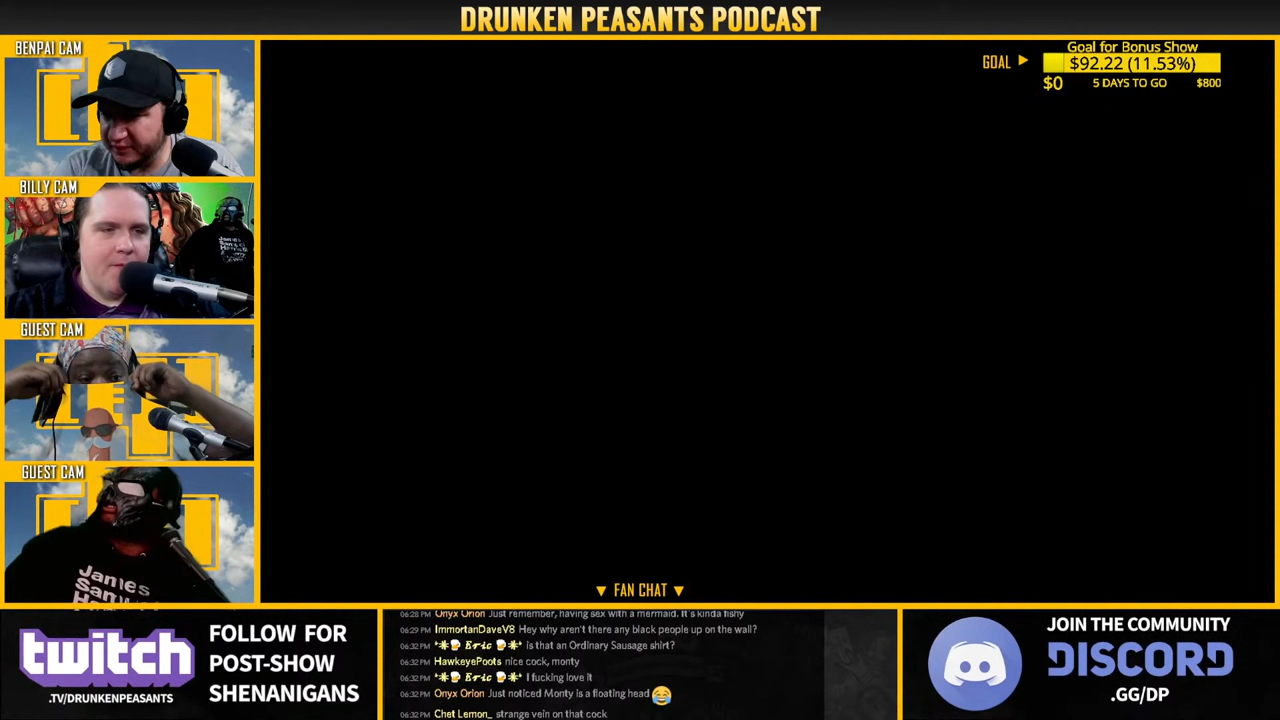 DRUNKEN PEASANTS PODCAST
BENPAI CAM
Goal for Bonus Show
GOAL
$92.22 (11.53%)
$0 5 DAYS TO GO $800
BILLY CAM
GUEST CAM
GUEST CAM
James
▼ FAN CHAT ▼
06:28 PM Onyx Orion Just remember, having sex with a mermaid. It's kinda fishy
06:29 PM ImmortanDaveV8 Hey why aren't there any black people up on the wall?
06:32 PM *☀🍺 Eric 🍺☀* is that an Ordinary Sausage shirt?
06:32 PM HawkeyePoots nice cock, monty
06:32 PM *☀🍺 Eric 🍺☀* I fucking love it
06:32 PM Onyx Orion Just noticed Monty is a floating head 😂
06:32 PM Chet Lemon_ strange vein on that cock
twitch
.TV/DRUNKENPEASANTS
FOLLOW FOR
POST-SHOW
SHENANIGANS
JOIN THE COMMUNITY
DISCORD
.GG/DP